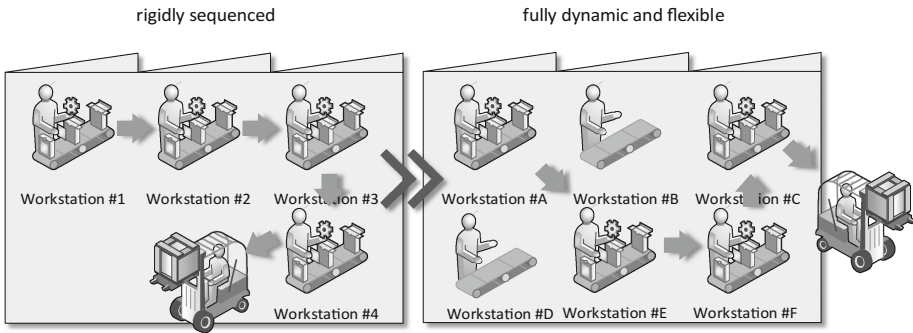 rigidly sequenced
fully dynamic and flexible
Workstation #1
Workstation #2
Workstation #3
Workstation #4
Workstation #A
Workstation #B
Workstation #C
Workstation #D
Workstation #E
Workstation #F